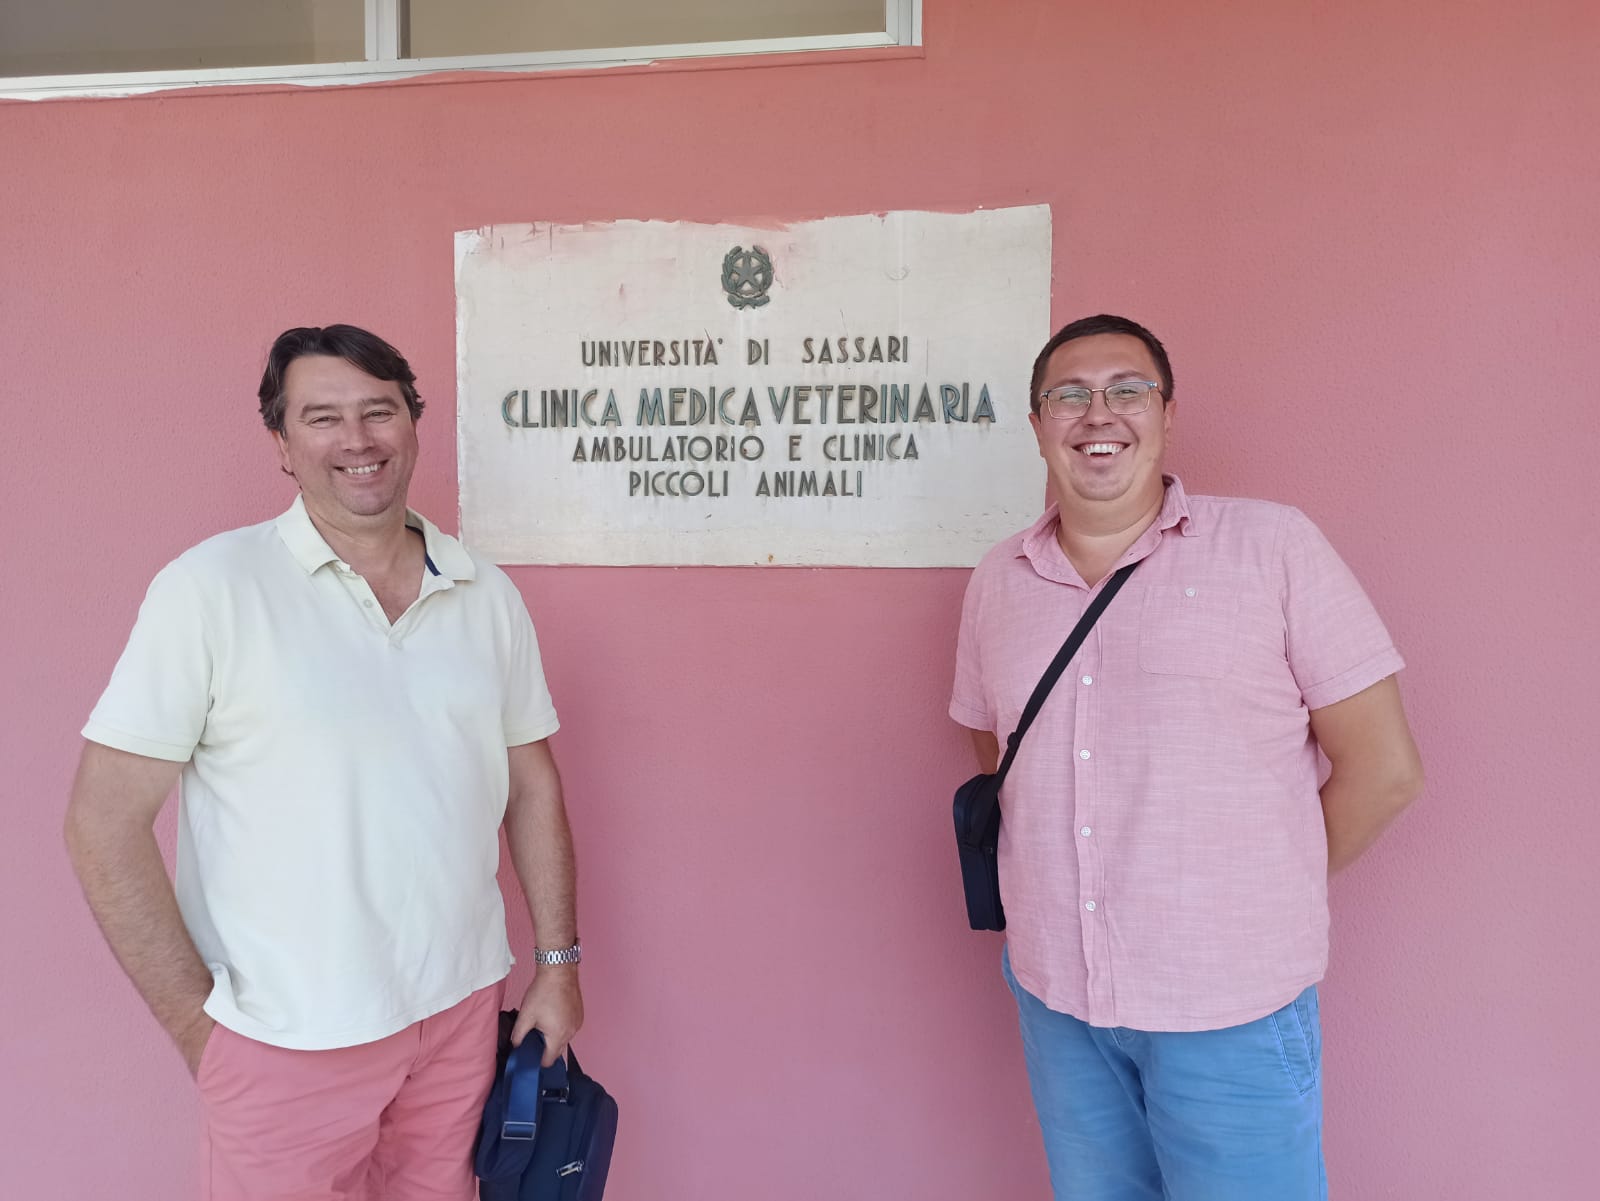 UNIVERSITA' DI SASSARI
CLINICA MEDICA VETERINARIA
AMBULATORIO E CLINICA
PICCOLI ANIMALI